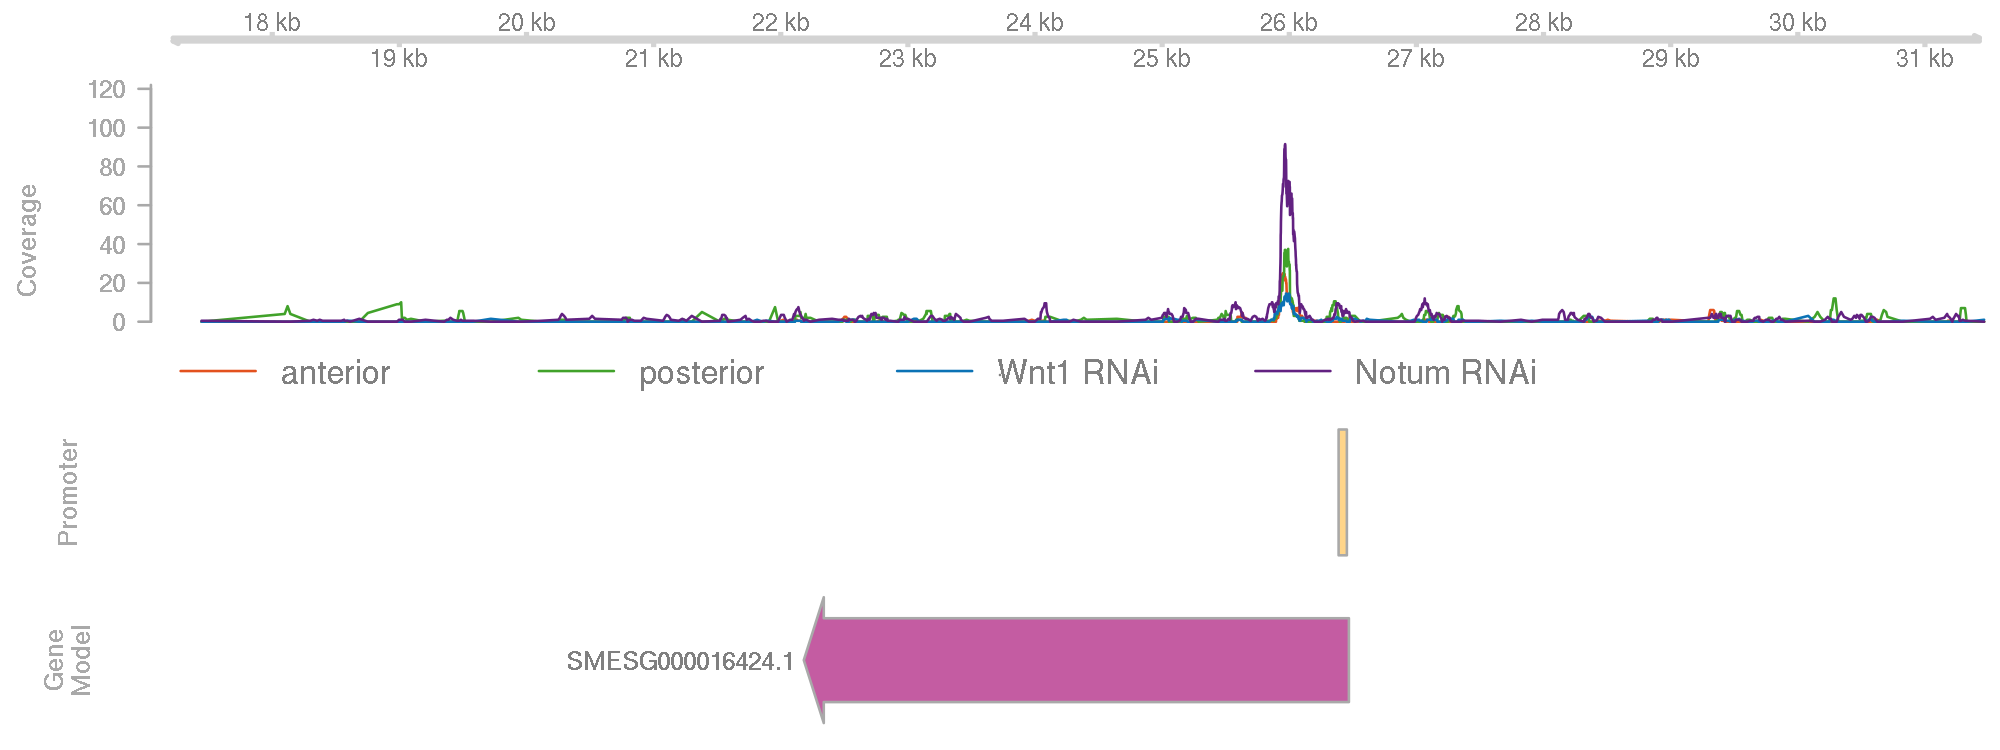 18 kb 20 kb 22 kb 24 kb 26 kb 28 kb 30 kb
19 kb 21 kb 23 kb 25 kb 27 kb 29 kb 31 kb
Coverage
120
100
80
60
40
20
0
anterior posterior Wnt1 RNAi Notum RNAi
Promoter
Gene
Model
SMESG000016424.1